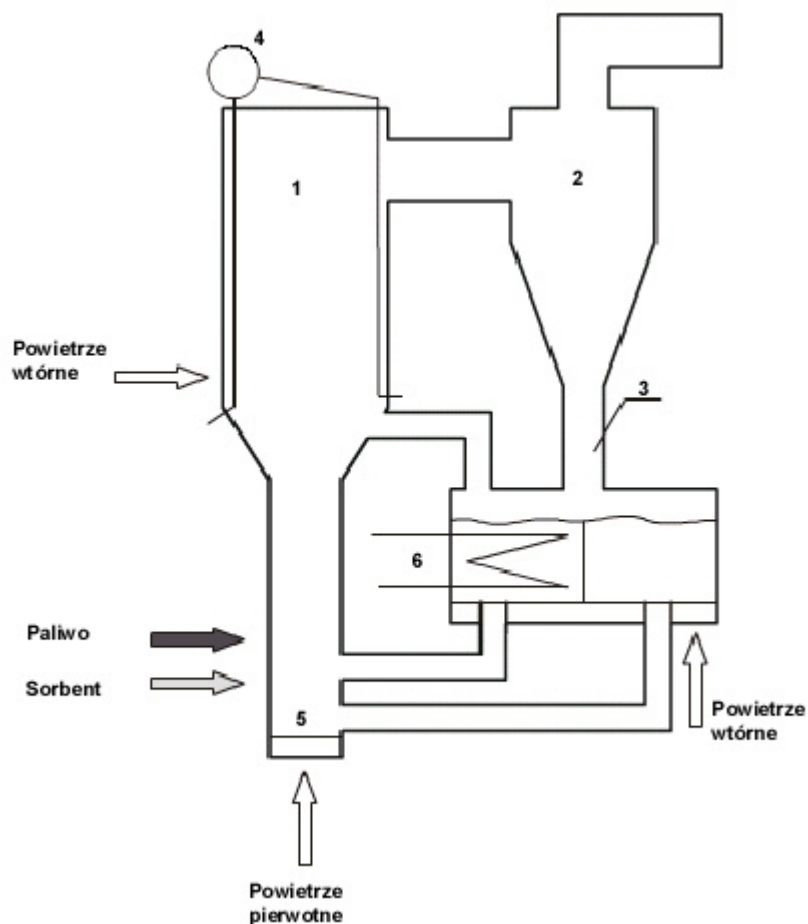 4
1
2
Powietrze
wtórne
3
6
Paliwo
Sorbent
5
Powietrze
wtórne
Powietrze
pierwotne